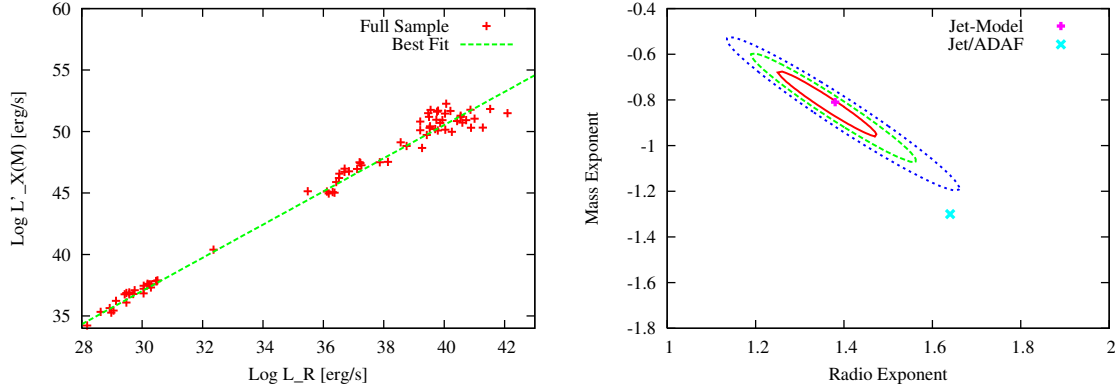 60
55
50
45
40
35
28 30 32 34 36 38 40 42
Log L'_X(M) [erg/s]
Log L_R [erg/s]
Full Sample
Best Fit
-0.4
-0.6
-0.8
-1
-1.2
-1.4
-1.6
-1.8
1 1.2 1.4 1.6 1.8 2
Mass Exponent
Radio Exponent
Jet-Model
Jet/ADAF